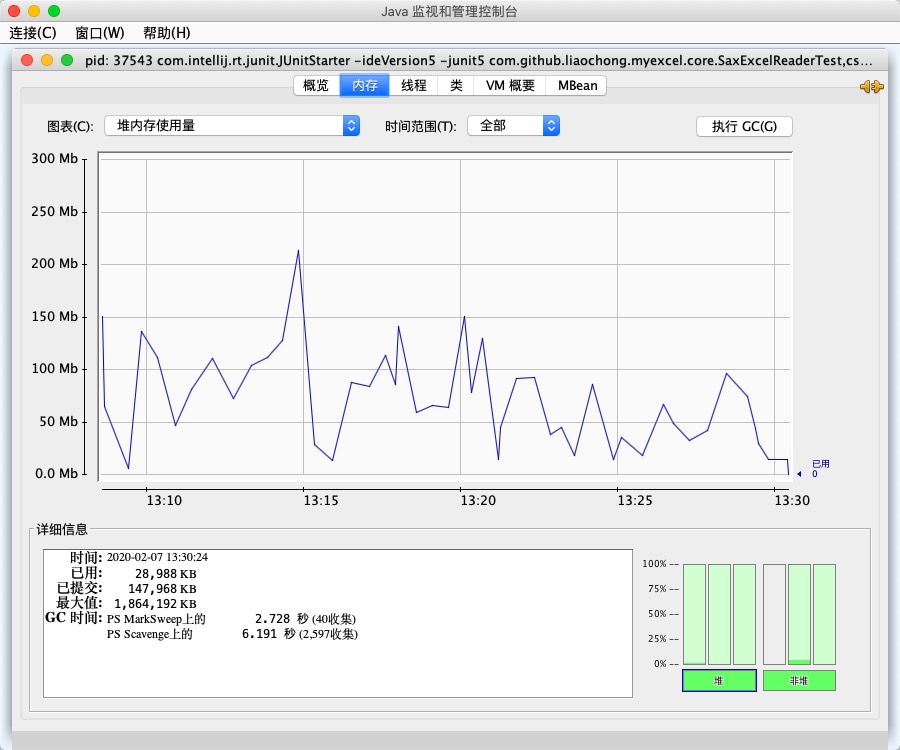 Java 监视和管理控制台
连接(C) 窗口(W) 帮助(H)
pid: 37543 com.intellij.rt.junit.JUnitStarter -ideVersion5 -junit5 com.github.liaochong.myexcel.core.SaxExcelReaderTest,cs...
概览 内存 线程 类 VM 概要 MBean
图表(C): 堆内存使用量 时间范围(T): 全部 执行 GC(G)
300 Mb
250 Mb
200 Mb
150 Mb
100 Mb
50 Mb
0.0 Mb
已用
0
13:10 13:15 13:20 13:25 13:30
详细信息
时间: 2020-02-07 13:30:24
已用: 28,988 KB
已提交: 147,968 KB
最大值: 1,864,192 KB
GC 时间: PS MarkSweep上的 2.728 秒 (40收集)
PS Scavenge上的 6.191 秒 (2,597收集)
100% --
75% --
50% --
25% --
0% --
堆 非堆